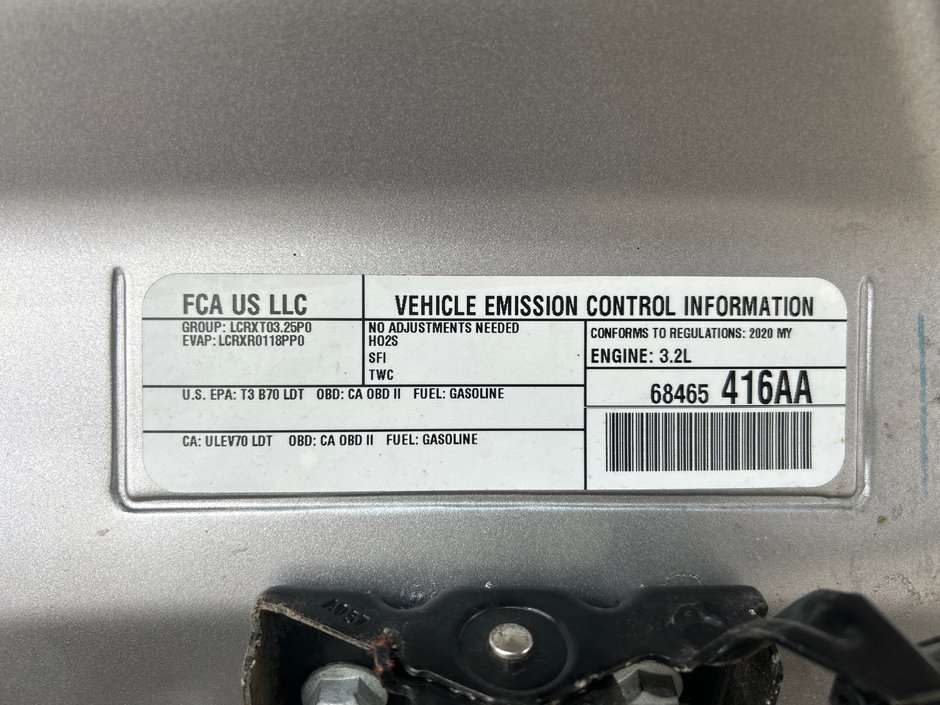 FCA US LLC
VEHICLE EMISSION CONTROL INFORMATION
GROUP: LCRXT03.25P0
EVAP: LCRXR0118PP0
NO ADJUSTMENTS NEEDED
HO2S
SFI
TWC
CONFORMS TO REGULATIONS: 2020 MY
ENGINE: 3.2L
U.S. EPA: T3 B70 LDT OBD: CA OBD II FUEL: GASOLINE
68465 416AA
CA: ULEV70 LDT OBD: CA OBD II FUEL: GASOLINE